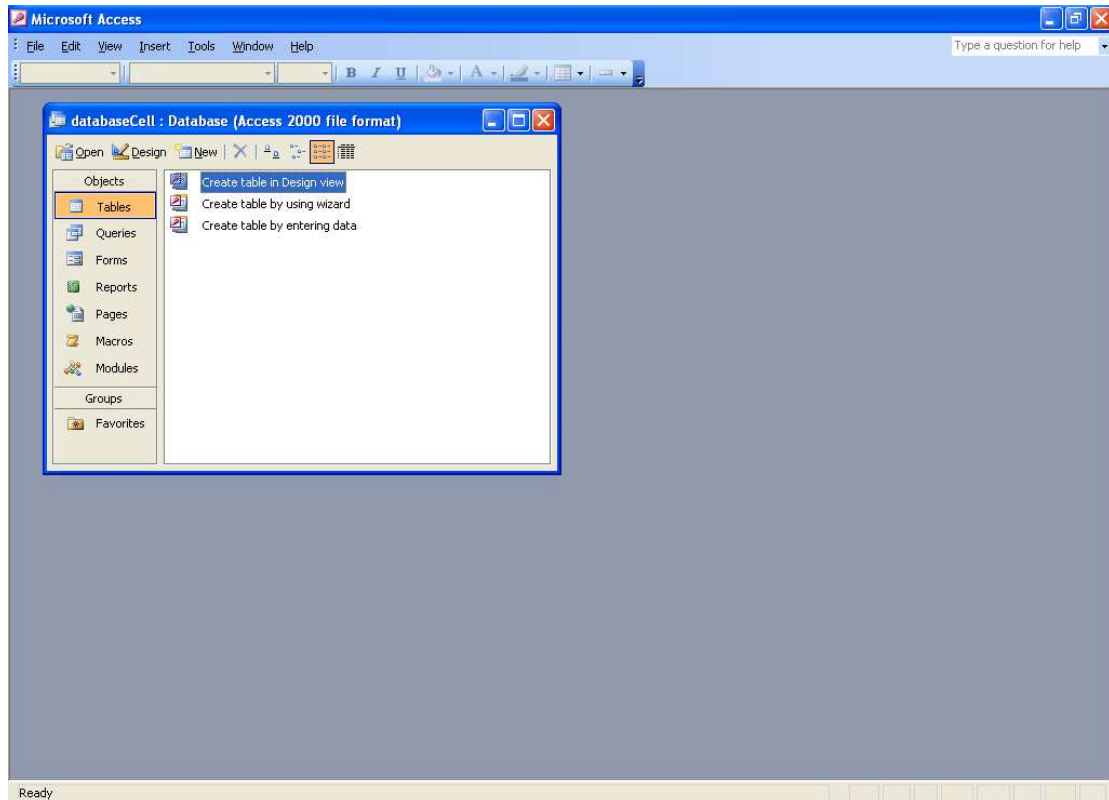 Microsoft Access
File Edit View Insert Tools Window Help Type a question for help
B I U A
databaseCell : Database (Access 2000 file format)
Open Design New
Objects
Tables
Queries
Forms
Reports
Pages
Macros
Modules
Groups
Favorites
Create table in Design view
Create table by using wizard
Create table by entering data
Ready